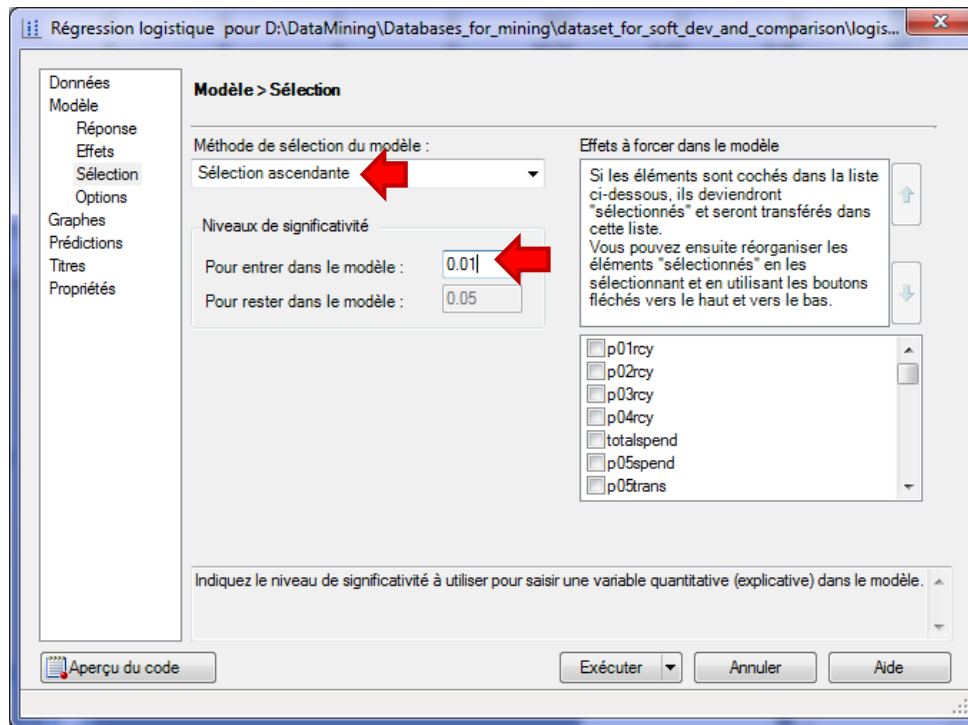 Régression logistique pour D:\DataMining\Databases_for_mining\dataset_for_soft_dev_and_comparison\logis...
Données
Modèle
Réponse
Effets
Sélection
Options
Graphes
Prédictions
Titres
Propriétés
Modèle > Sélection
Méthode de sélection du modèle :
Sélection ascendante
Niveaux de significativité
Pour entrer dans le modèle :
0.01
Pour rester dans le modèle :
0.05
Effets à forcer dans le modèle
Si les éléments sont cochés dans la liste
ci-dessous, ils deviendront
"sélectionnés" et seront transférés dans
cette liste.
Vous pouvez ensuite réorganiser les
éléments "sélectionnés" en les
sélectionnant et en utilisant les boutons
fléchés vers le haut et vers le bas.
p01rcy
p02rcy
p03rcy
p04rcy
totalspend
p05spend
p05trans
Indiquez le niveau de significativité à utiliser pour saisir une variable quantitative (explicative) dans le modèle.
Aperçu du code
Exécuter
Annuler
Aide